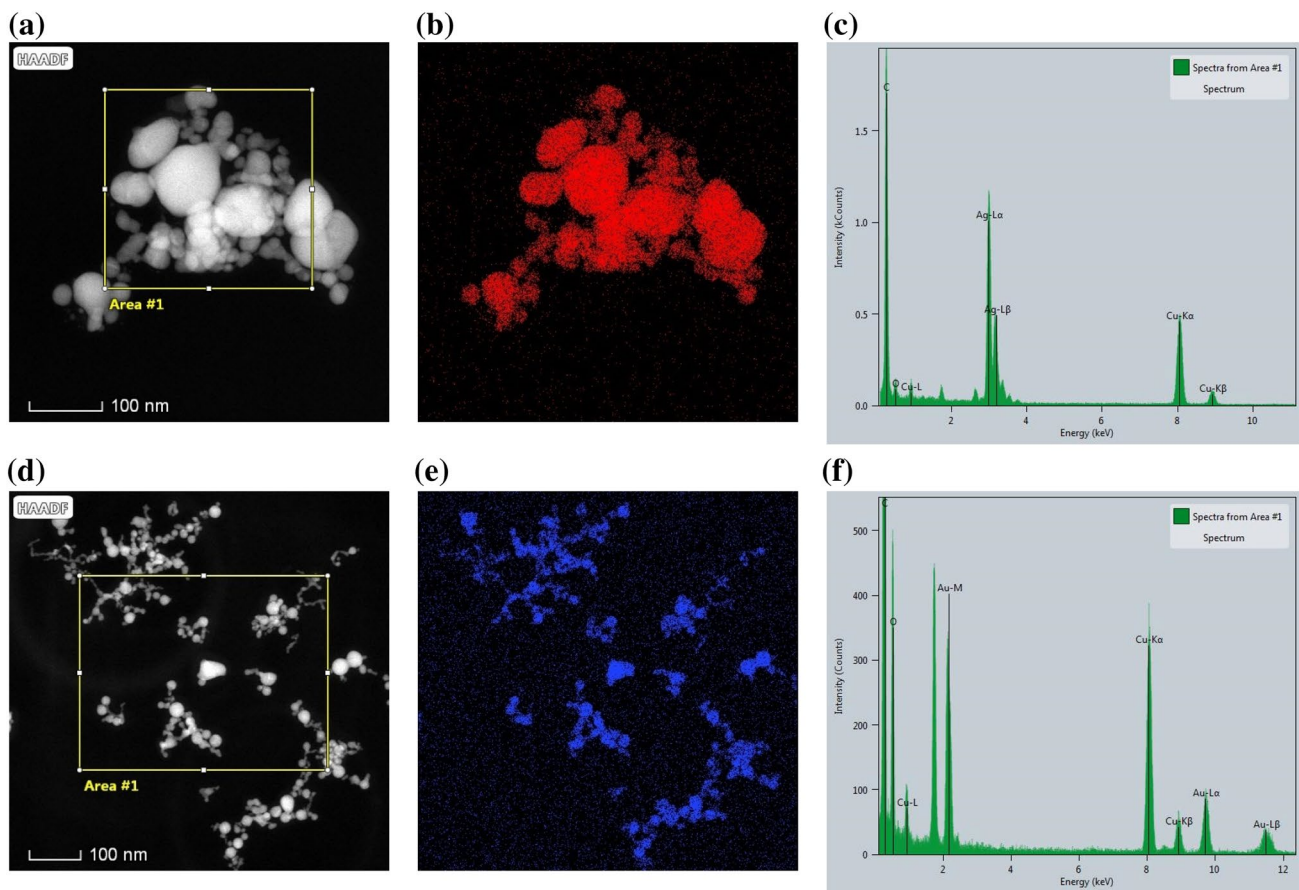 (a)
HAADF
Area #1
100 nm
(b)
(c)
Spectra from Area #1
Spectrum
C
O
Cu-L
Ag-Lα
Ag-Lβ
Cu-Kα
Cu-Kβ
Intensity (kCounts)
1.5
1.0
0.5
0.0
2 4 6 8 10
Energy (keV)
(d)
HAADF
Area #1
100 nm
(e)
(f)
Spectra from Area #1
Spectrum
C
O
Cu-L
Au-M
Cu-Kα
Cu-Kβ
Au-Lα
Au-Lβ
Intensity (Counts)
500
400
300
200
100
0
2 4 6 8 10 12
Energy (keV)